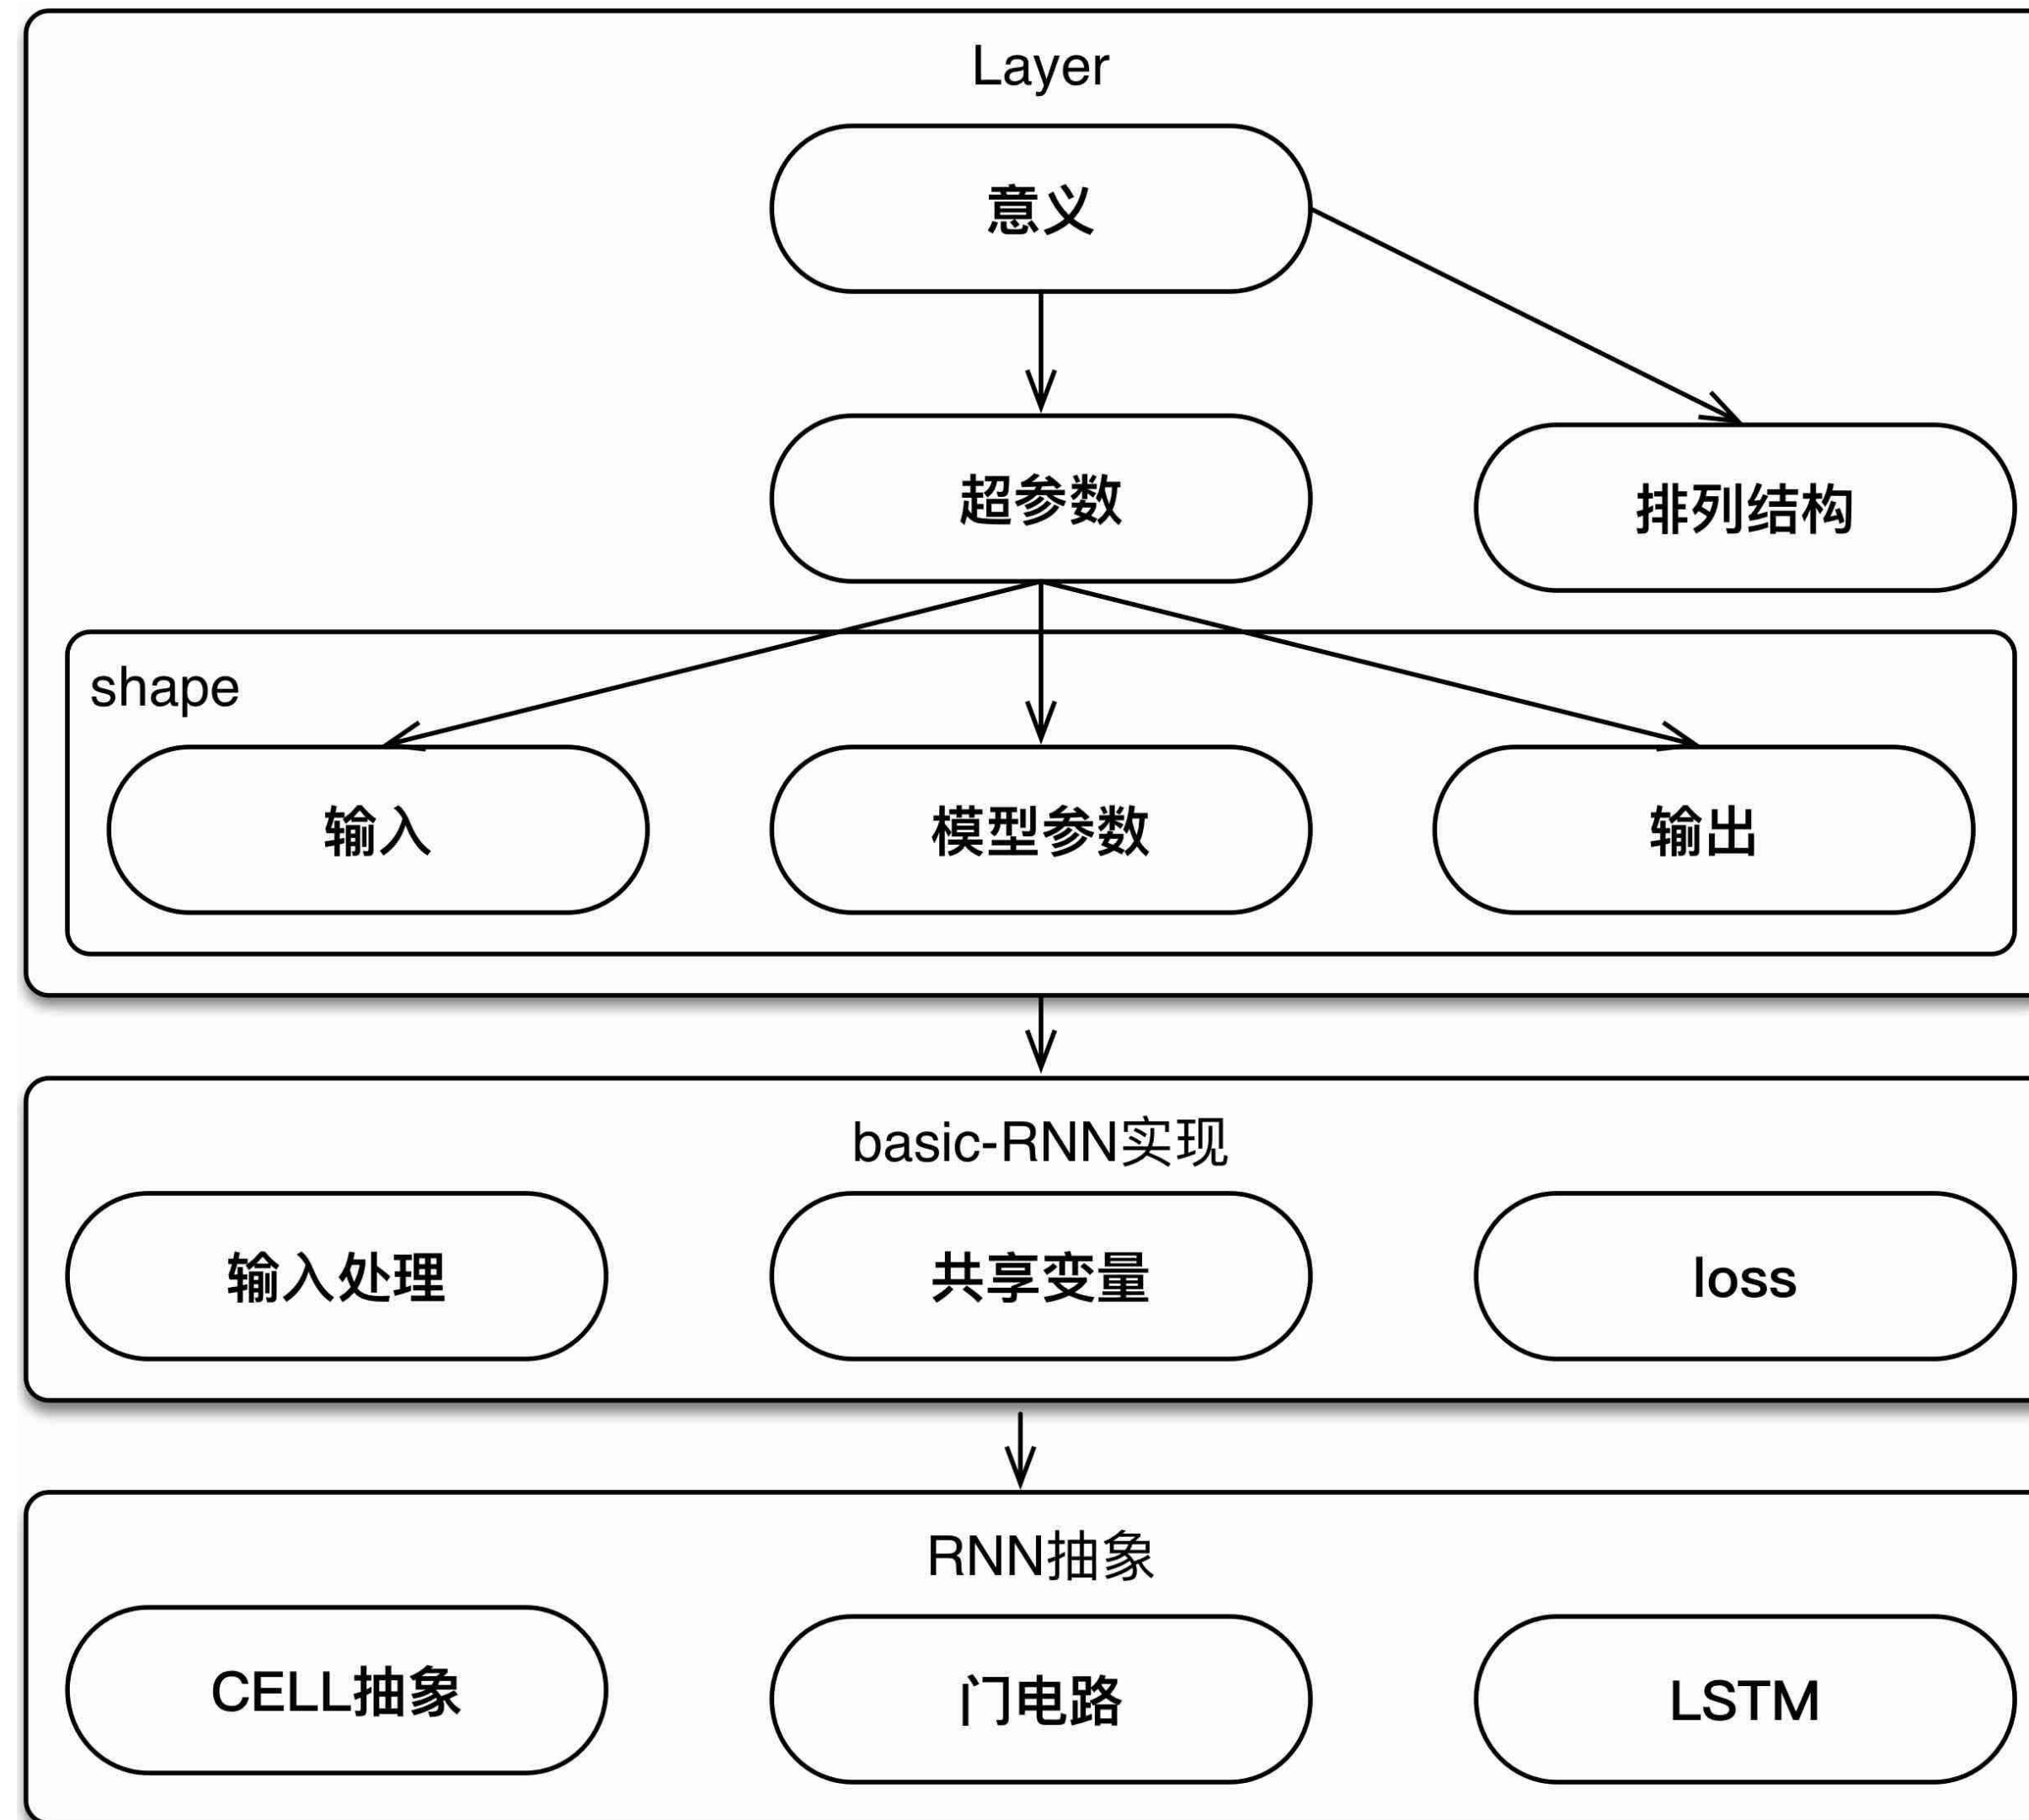 Layer
意义
超参数
排列结构
shape
输入
模型参数
输出
basic-RNN实现
输入处理
共享变量
loss
RNN抽象
CELL抽象
门电路
LSTM